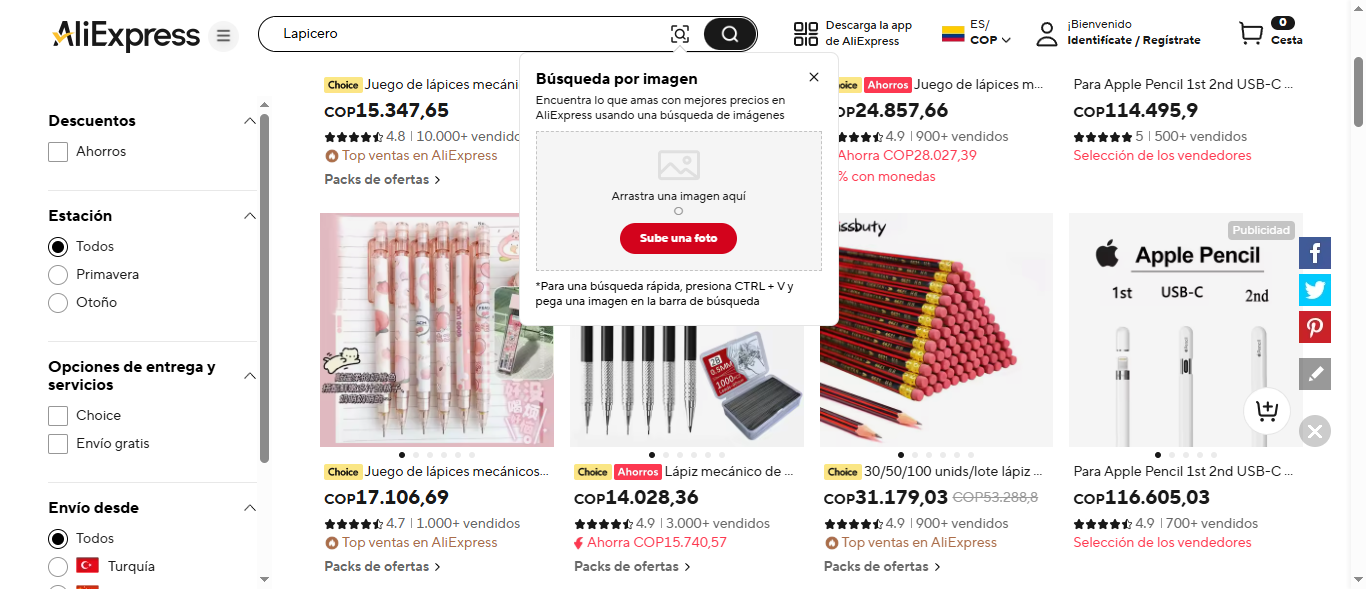 AliExpress
Lapicero
Descarga la app
de AliExpress
ES/
COP
¡Bienvenido
Identifícate / Regístrate
0
Cesta
Búsqueda por imagen
Encuentra lo que amas con mejores precios en
AliExpress usando una búsqueda de imágenes
Arrastra una imagen aquí
O
Sube una foto
*Para una búsqueda rápida, presiona CTRL + V y
pega una imagen en la barra de búsqueda
Descuentos
Ahorros
Estación
Todos
Primavera
Otoño
Opciones de entrega y
servicios
Choice
Envío gratis
Envío desde
Todos
Turquía
Choice Juego de lápices mecáni
COP15.347,65
4.8 | 10.000+ vendido
Top ventas en AliExpress
Packs de ofertas >
oice Ahorros Juego de lápices m...
COP24.857,66
4.9 | 900+ vendidos
Ahorra COP28.027,39
% con monedas
Para Apple Pencil 1st 2nd USB-C ...
COP114.495,9
5 | 500+ vendidos
Selección de los vendedores
Choice Juego de lápices mecánicos...
COP17.106,69
4.7 | 1.000+ vendidos
Top ventas en AliExpress
Packs de ofertas >
2B
0.5MM
1000
Choice Ahorros Lápiz mecánico de ...
COP14.028,36
4.9 | 3.000+ vendidos
Ahorra COP15.740,57
Packs de ofertas >
issbuty
Choice 30/50/100 unids/lote lápiz ...
COP31.179,03 COP53.288,8
4.9 | 900+ vendidos
Top ventas en AliExpress
Packs de ofertas >
Publicidad
Apple Pencil
1st USB-C 2nd
Para Apple Pencil 1st 2nd USB-C ...
COP116.605,03
4.9 | 700+ vendidos
Selección de los vendedores